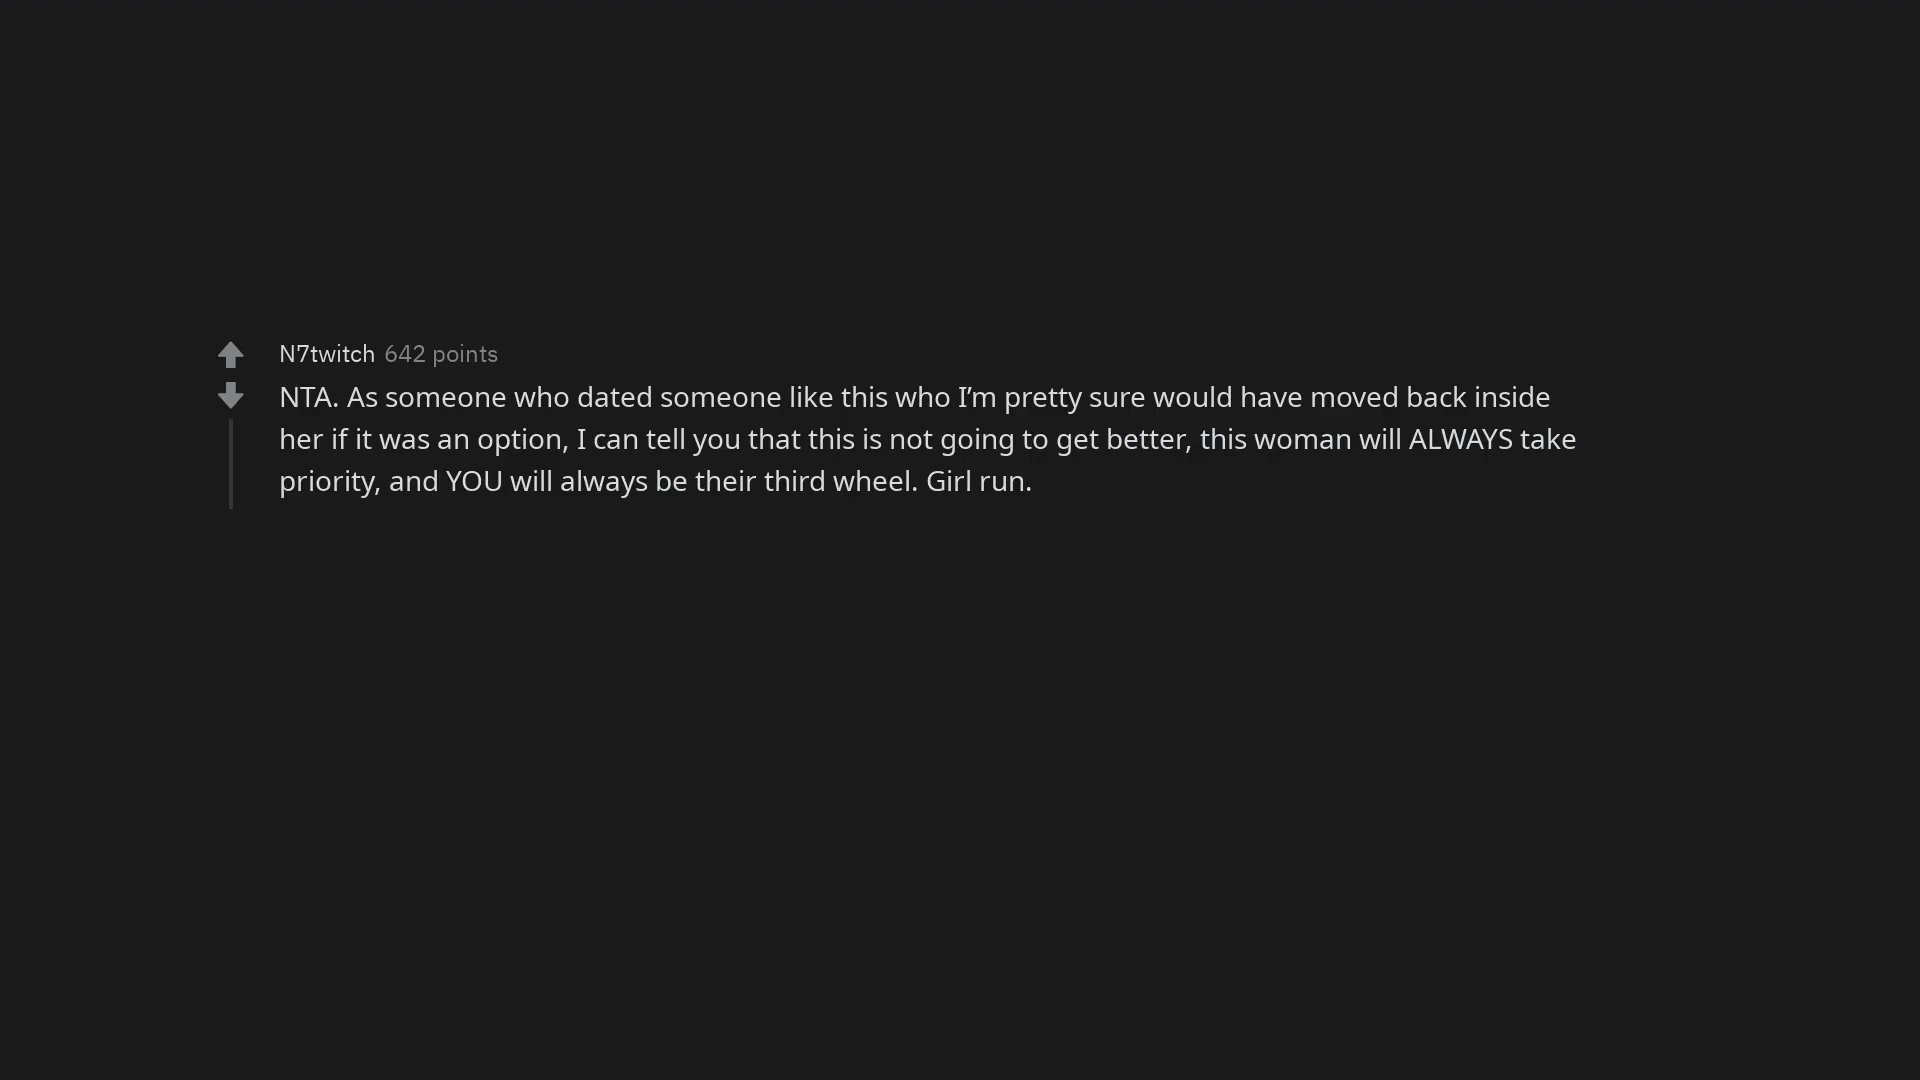 N7twitch 642 points
NTA. As someone who dated someone like this who I’m pretty sure would have moved back inside
her if it was an option, I can tell you that this is not going to get better, this woman will ALWAYS take
priority, and YOU will always be their third wheel. Girl run.